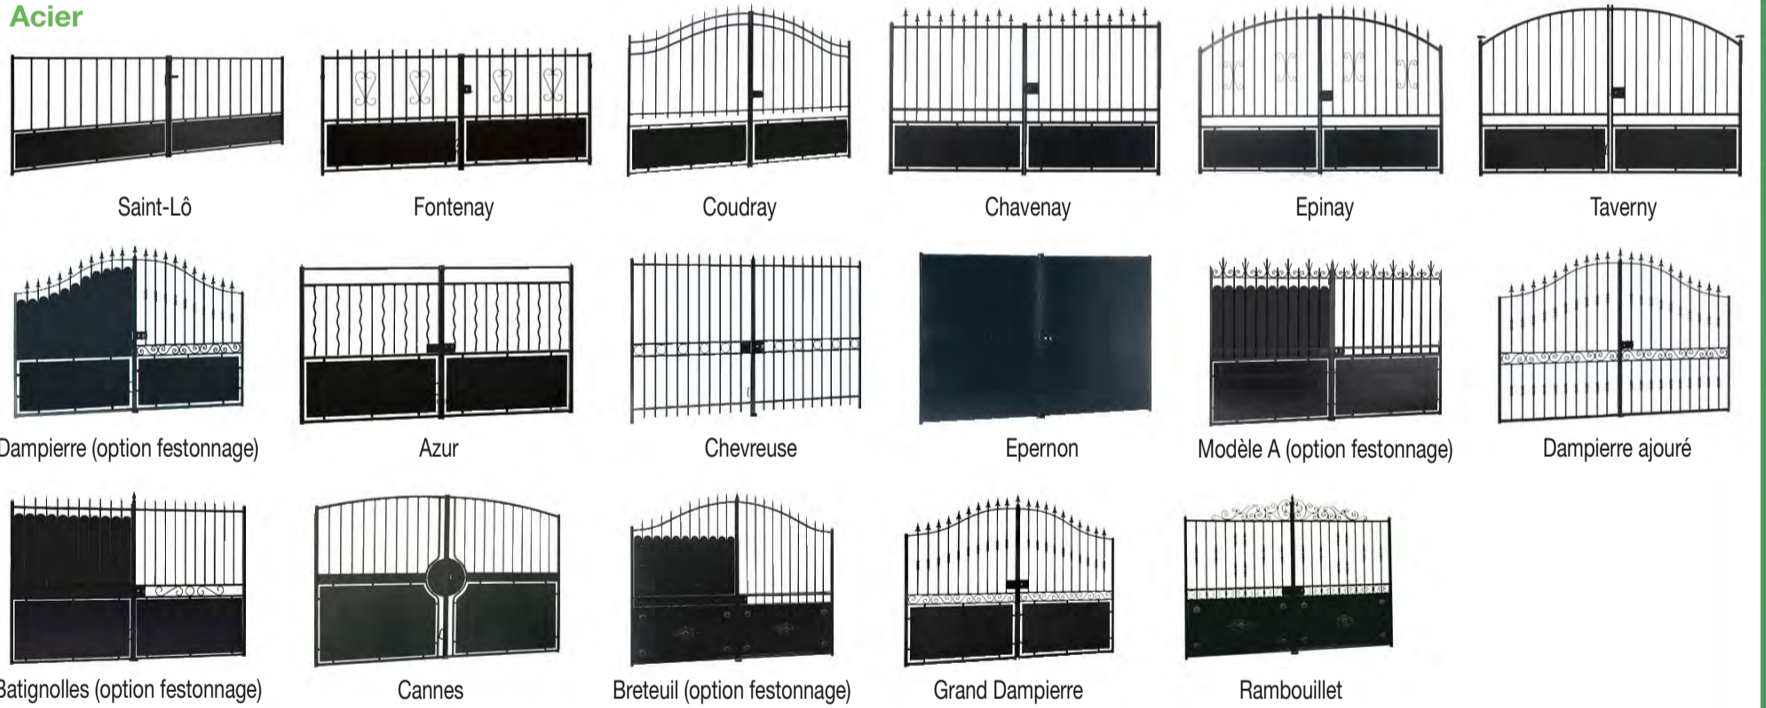 Acier
Saint-Lô
Fontenay
Coudray
Chavenay
Epinay
Taverny
Dampierre (option festonnage)
Azur
Chevreuse
Epernon
Modèle A (option festonnage)
Dampierre ajouré
Batignolles (option festonnage)
Cannes
Breteuil (option festonnage)
Grand Dampierre
Rambouillet